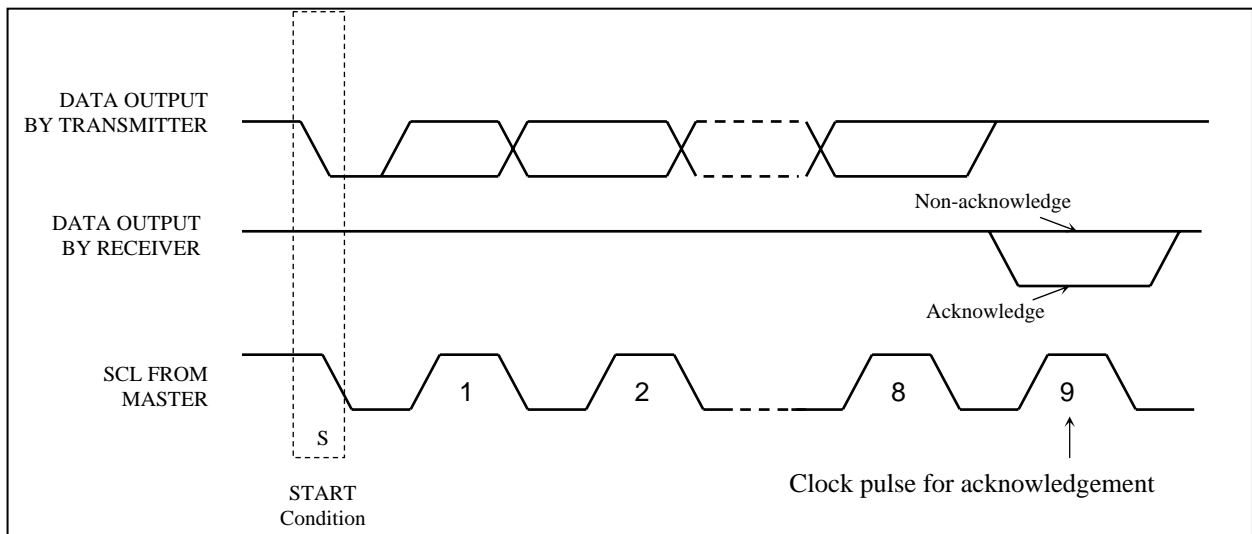 DATA OUTPUT
BY TRANSMITTER
Non-acknowledge
DATA OUTPUT
BY RECEIVER
Acknowledge
SCL FROM
MASTER
1
2
8
9
S
START
Condition
Clock pulse for acknowledgement